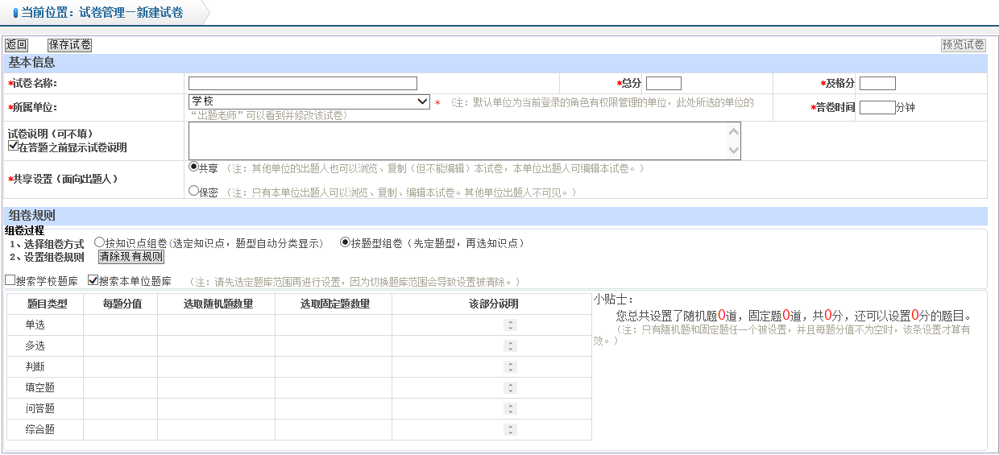 当前位置：试卷管理—新建试卷
返回 保存试卷 预览试卷
基本信息
*试卷名称: *总分 *及格分
*所属单位: 学校 * （注：默认单位为当前登录的角色有权限管理的单位，此处所选的单位的
“出题老师”可以看到并修改该试卷） *答卷时间 分钟
试卷说明（可不填）
在答题之前显示试卷说明
*共享设置（面向出题人） 共享 （注：其他单位的出题人也可以浏览、复制（但不能编辑）本试卷，本单位出题人可编辑本试卷。）
保密 （注：只有本单位出题人可以浏览、复制、编辑本试卷。其他单位出题人不可见。）
组卷规则
组卷过程
1、选择组卷方式 按知识点组卷(选定知识点，题型自动分类显示) 按题型组卷（先定题型，再选知识点）
2、设置组卷规则 清除现有规则
搜索学校题库 搜索本单位题库 （注：请先选定题库范围再进行设置，因为切换题库范围会导致设置被清除。）
题目类型 每题分值 选取随机题数量 选取固定题数量 该部分说明
单选
多选
判断
填空题
问答题
综合题
小贴士：
您总共设置了随机题0道，固定题0道，共0分，还可以设置0分的题目。
（注：只有随机题和固定题任一个被设置，并且每题分值不为空时，该条设置才算有
效。）